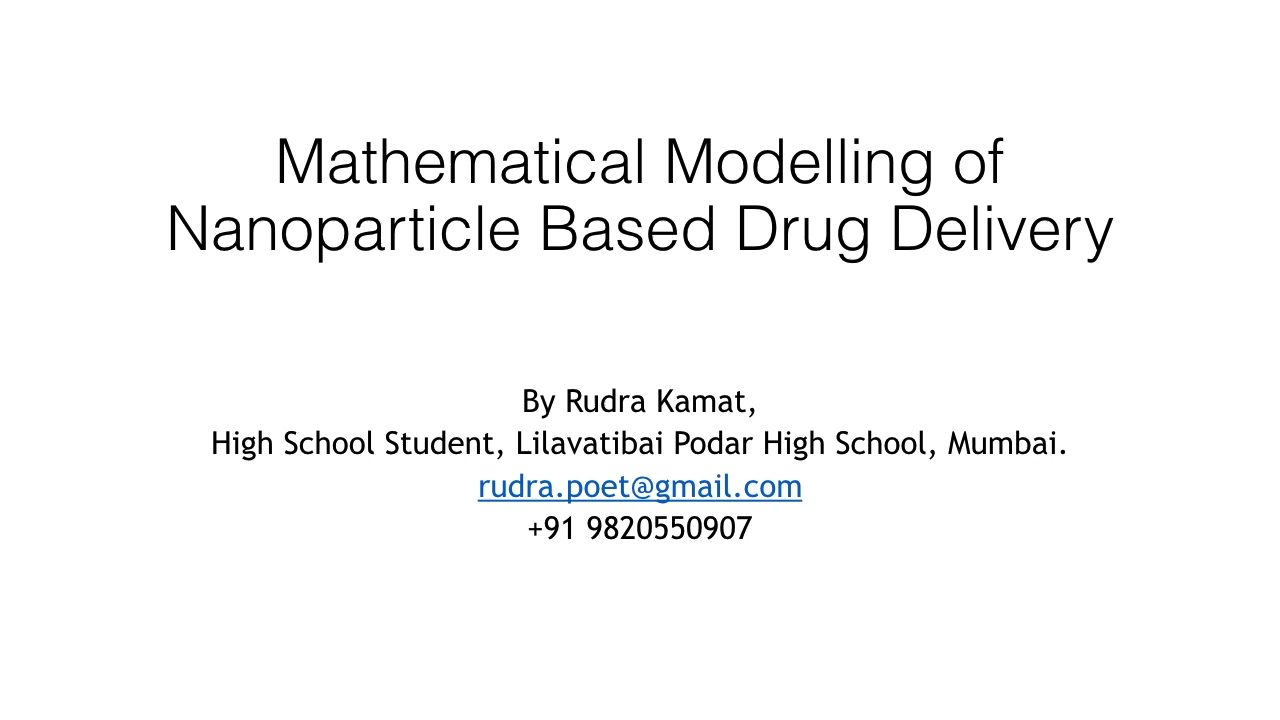 Mathematical Modelling of
Nanoparticle Based Drug Delivery
By Rudra Kamat,
High School Student, Lilavatibai Podar High School, Mumbai.
rudra.poet@gmail.com
+91 9820550907